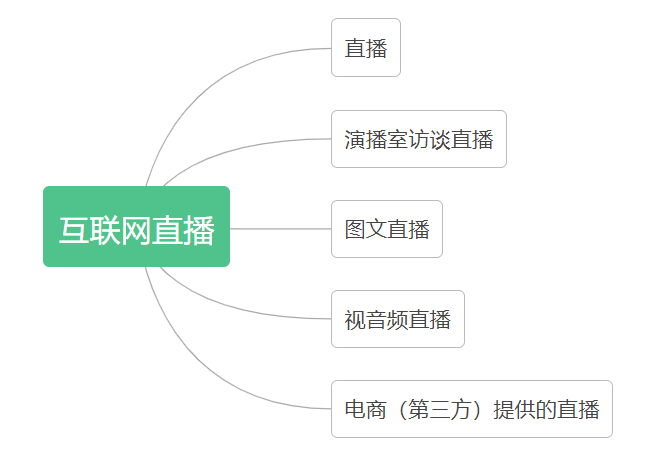 直播
演播室访谈直播
互联网直播
图文直播
视音频直播
电商（第三方）提供的直播